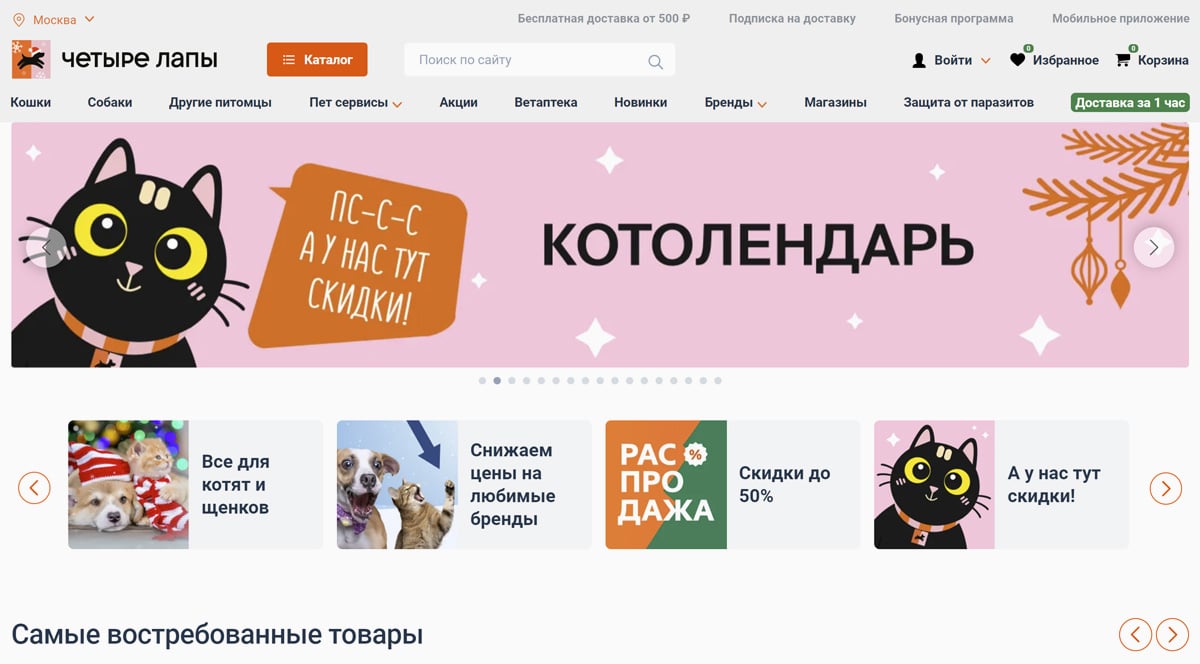 Москва
Бесплатная доставка от 500 ₽
Подписка на доставку
Бонусная программа
Мобильное приложение
ЧЕТЫРЕ ЛАПЫ
Каталог
Поиск по сайту
Войти
0
Избранное
0
Корзина
Кошки
Собаки
Другие питомцы
Пет сервисы
Акции
Ветаптека
Новинки
Бренды
Магазины
Защита от паразитов
Доставка за 1 час
ПС-С-С
А У НАС ТУТ
СКИДКИ!
КОТОЛЕНДАРЬ
Все для
котят и
щенков
Снижаем
цены на
любимые
бренды
РАС %
ПРО
ДАЖА
Скидки до
50%
А у нас тут
скидки!
Самые востребованные товары